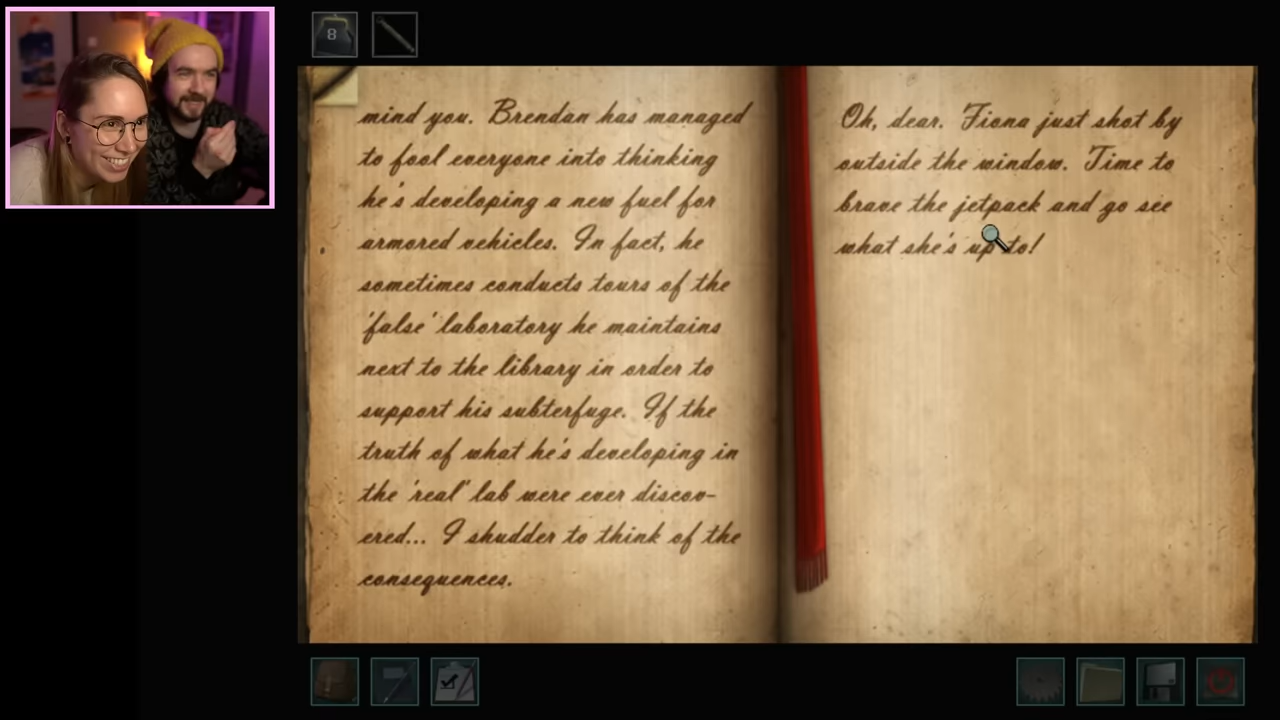 8
mind you. Brendan has managed
to fool everyone into thinking
he's developing a new fuel for
armored vehicles. In fact, he
sometimes conducts tours of the
'false' laboratory he maintains
next to the library in order to
support his subterfuge. If the
truth of what he's developing in
the 'real' lab were ever discov-
ered... I shudder to think of the
consequences.
Oh, dear. Fiona just shot by
outside the window. Time to
brave the jetpack and go see
what she's up to!